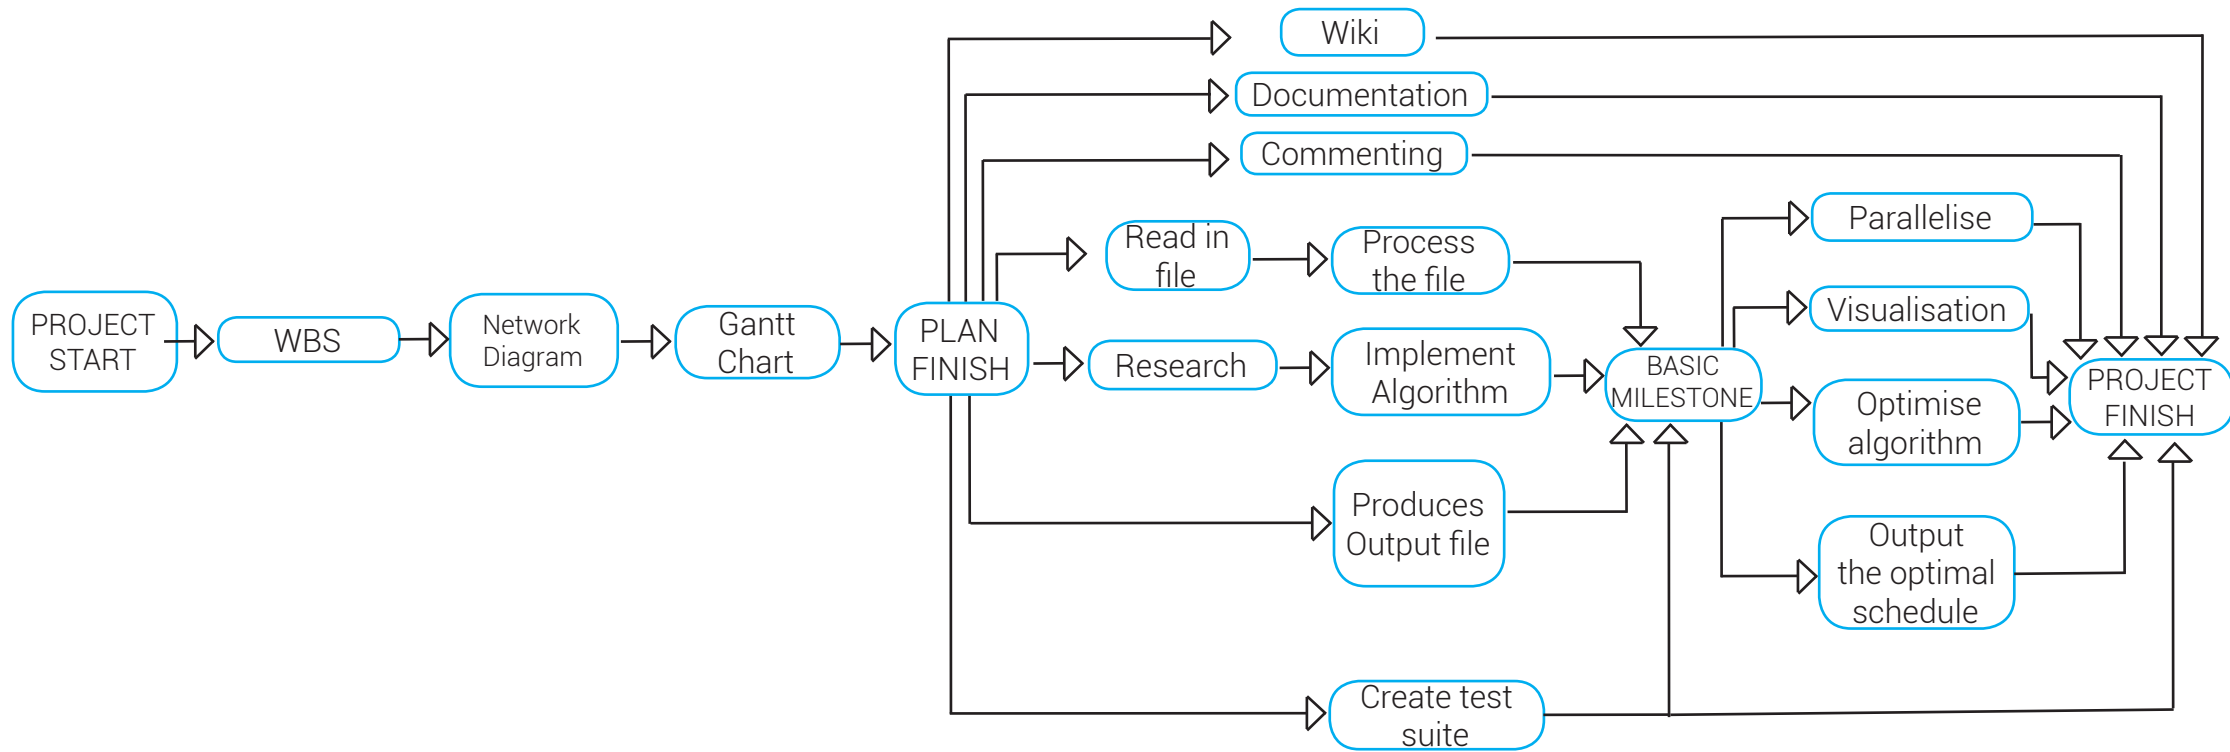 PROJECT
START
WBS
Network
Diagram
Gantt
Chart
PLAN
FINISH
Wiki
Documentation
Commenting
Read in
file
Process
the file
Research
Implement
Algorithm
Produces
Output file
Create test
suite
BASIC
MILESTONE
Parallelise
Visualisation
Optimise
algorithm
Output
the optimal
schedule
PROJECT
FINISH